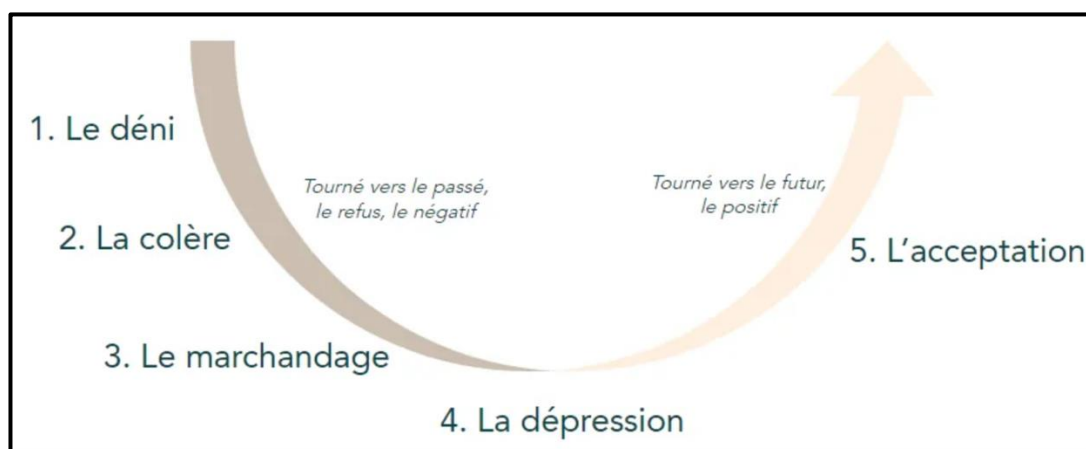 1. Le déni
Tourné vers le passé,
le refus, le négatif
Tourné vers le futur,
le positif
2. La colère
5. L'acceptation
3. Le marchandage
4. La dépression